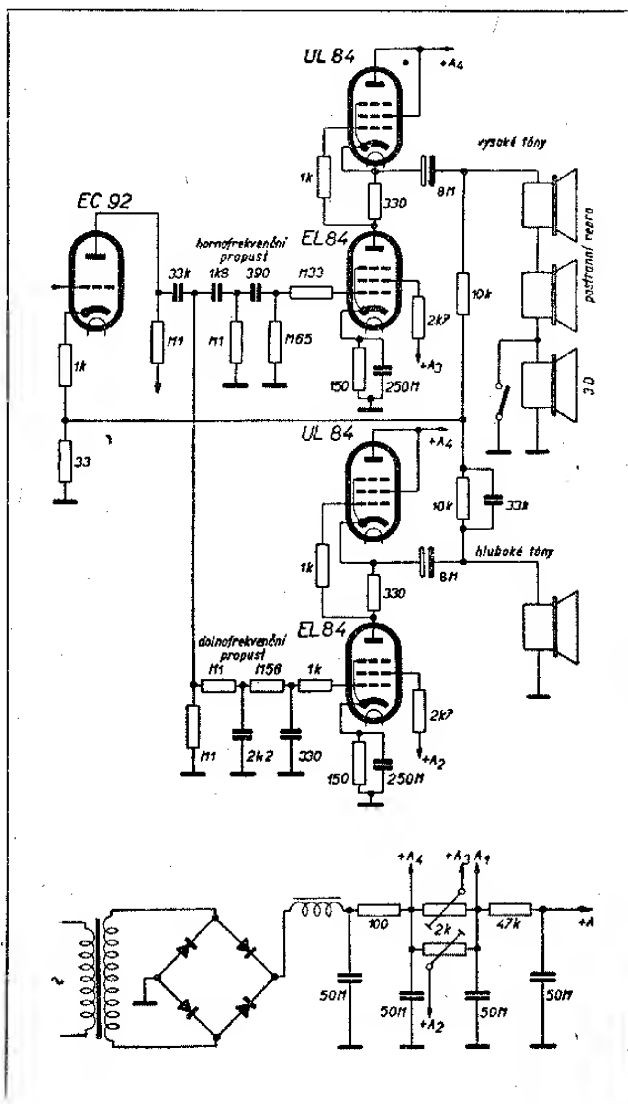 UL 84
+A4
vysoké tóny
1k
8M
330
EC 92
EL84
hornofrekvenční
propust
33k
1k8
390
M33
10k
2k7
+A3
M1
M1
M65
1k
150
250M
postranní repro
3D
33
UL 84
+A4
10k
33k
1k
8M
hluboké tóny
330
EL84
dolnofrekvenční
propust
M1
M56
1k
2k7
M1
2k2
330
150
250M
+A2
+A4
+A3
A1
100
2k
47k
+A
50M
50M
+A2
50M
50M
~